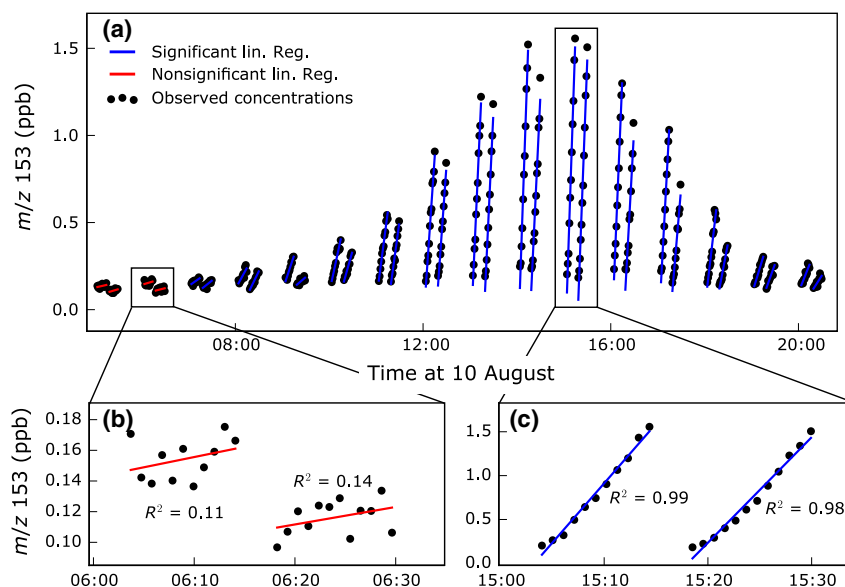 (a)
Significant lin. Reg.
Nonsignificant lin. Reg.
Observed concentrations
m/z 153 (ppb)
1.5
1.0
0.5
0.0
08:00 12:00 16:00 20:00
Time at 10 August
(b)
m/z 153 (ppb)
0.18
0.16
0.14
0.12
0.10
R² = 0.11
R² = 0.14
06:00 06:10 06:20 06:30
(c)
1.5
1.0
0.5
0.0
R² = 0.99
R² = 0.98
15:00 15:10 15:20 15:30